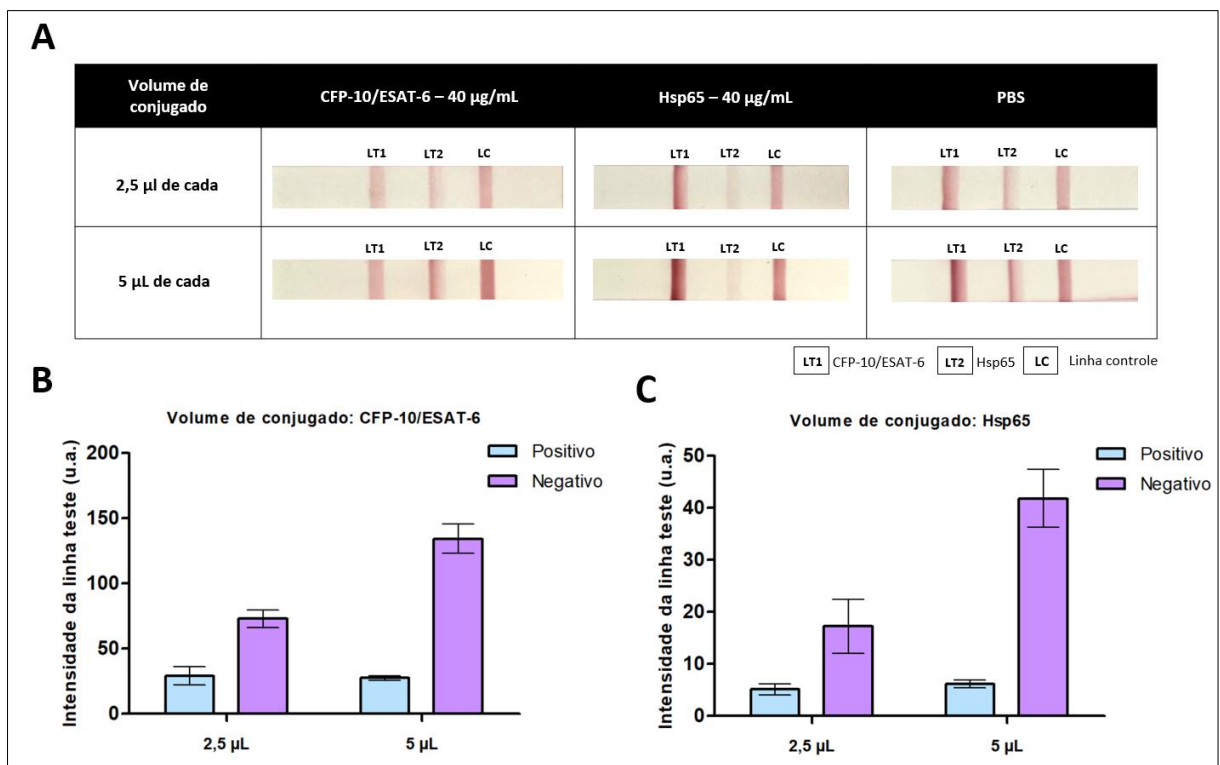 A
Volume de
conjugado
CFP-10/ESAT-6 – 40 µg/mL
Hsp65 – 40 µg/mL
PBS
2,5 µl de cada
LT1 LT2 LC
LT1 LT2 LC
LT1 LT2 LC
5 µL de cada
LT1 LT2 LC
LT1 LT2 LC
LT1 LT2 LC
LT1 CFP-10/ESAT-6 LT2 Hsp65 LC Linha controle
B
Volume de conjugado: CFP-10/ESAT-6
Intensidade da linha teste (u.a.)
200
150
100
50
0
Positivo
Negativo
2,5 µL
5 µL
C
Volume de conjugado: Hsp65
Intensidade da linha teste (u.a.)
50
40
30
20
10
0
Positivo
Negativo
2,5 µL
5 µL